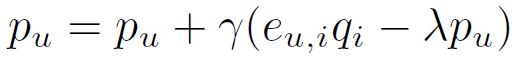 p_u = p_u + γ(e_{u,i}q_i − λp_u)